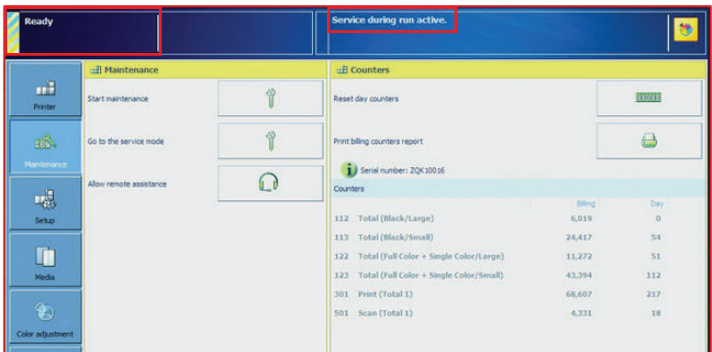 Ready
Service during run active.
Printer
Maintenance
Setup
Media
Color adjustment
Maintenance
Start maintenance
Go to the service mode
Allow remote assistance
Counters
Reset day counters
Print billing counters report
Serial number: ZQK10016
Counters
Billing Day
112 Total (Black/Large) 6,019 0
113 Total (Black/Small) 24,417 54
122 Total (Full Color + Single Color/Large) 11,272 51
123 Total (Full Color + Single Color/Small) 43,394 112
301 Print (Total 1) 68,607 217
501 Scan (Total 1) 4,331 18